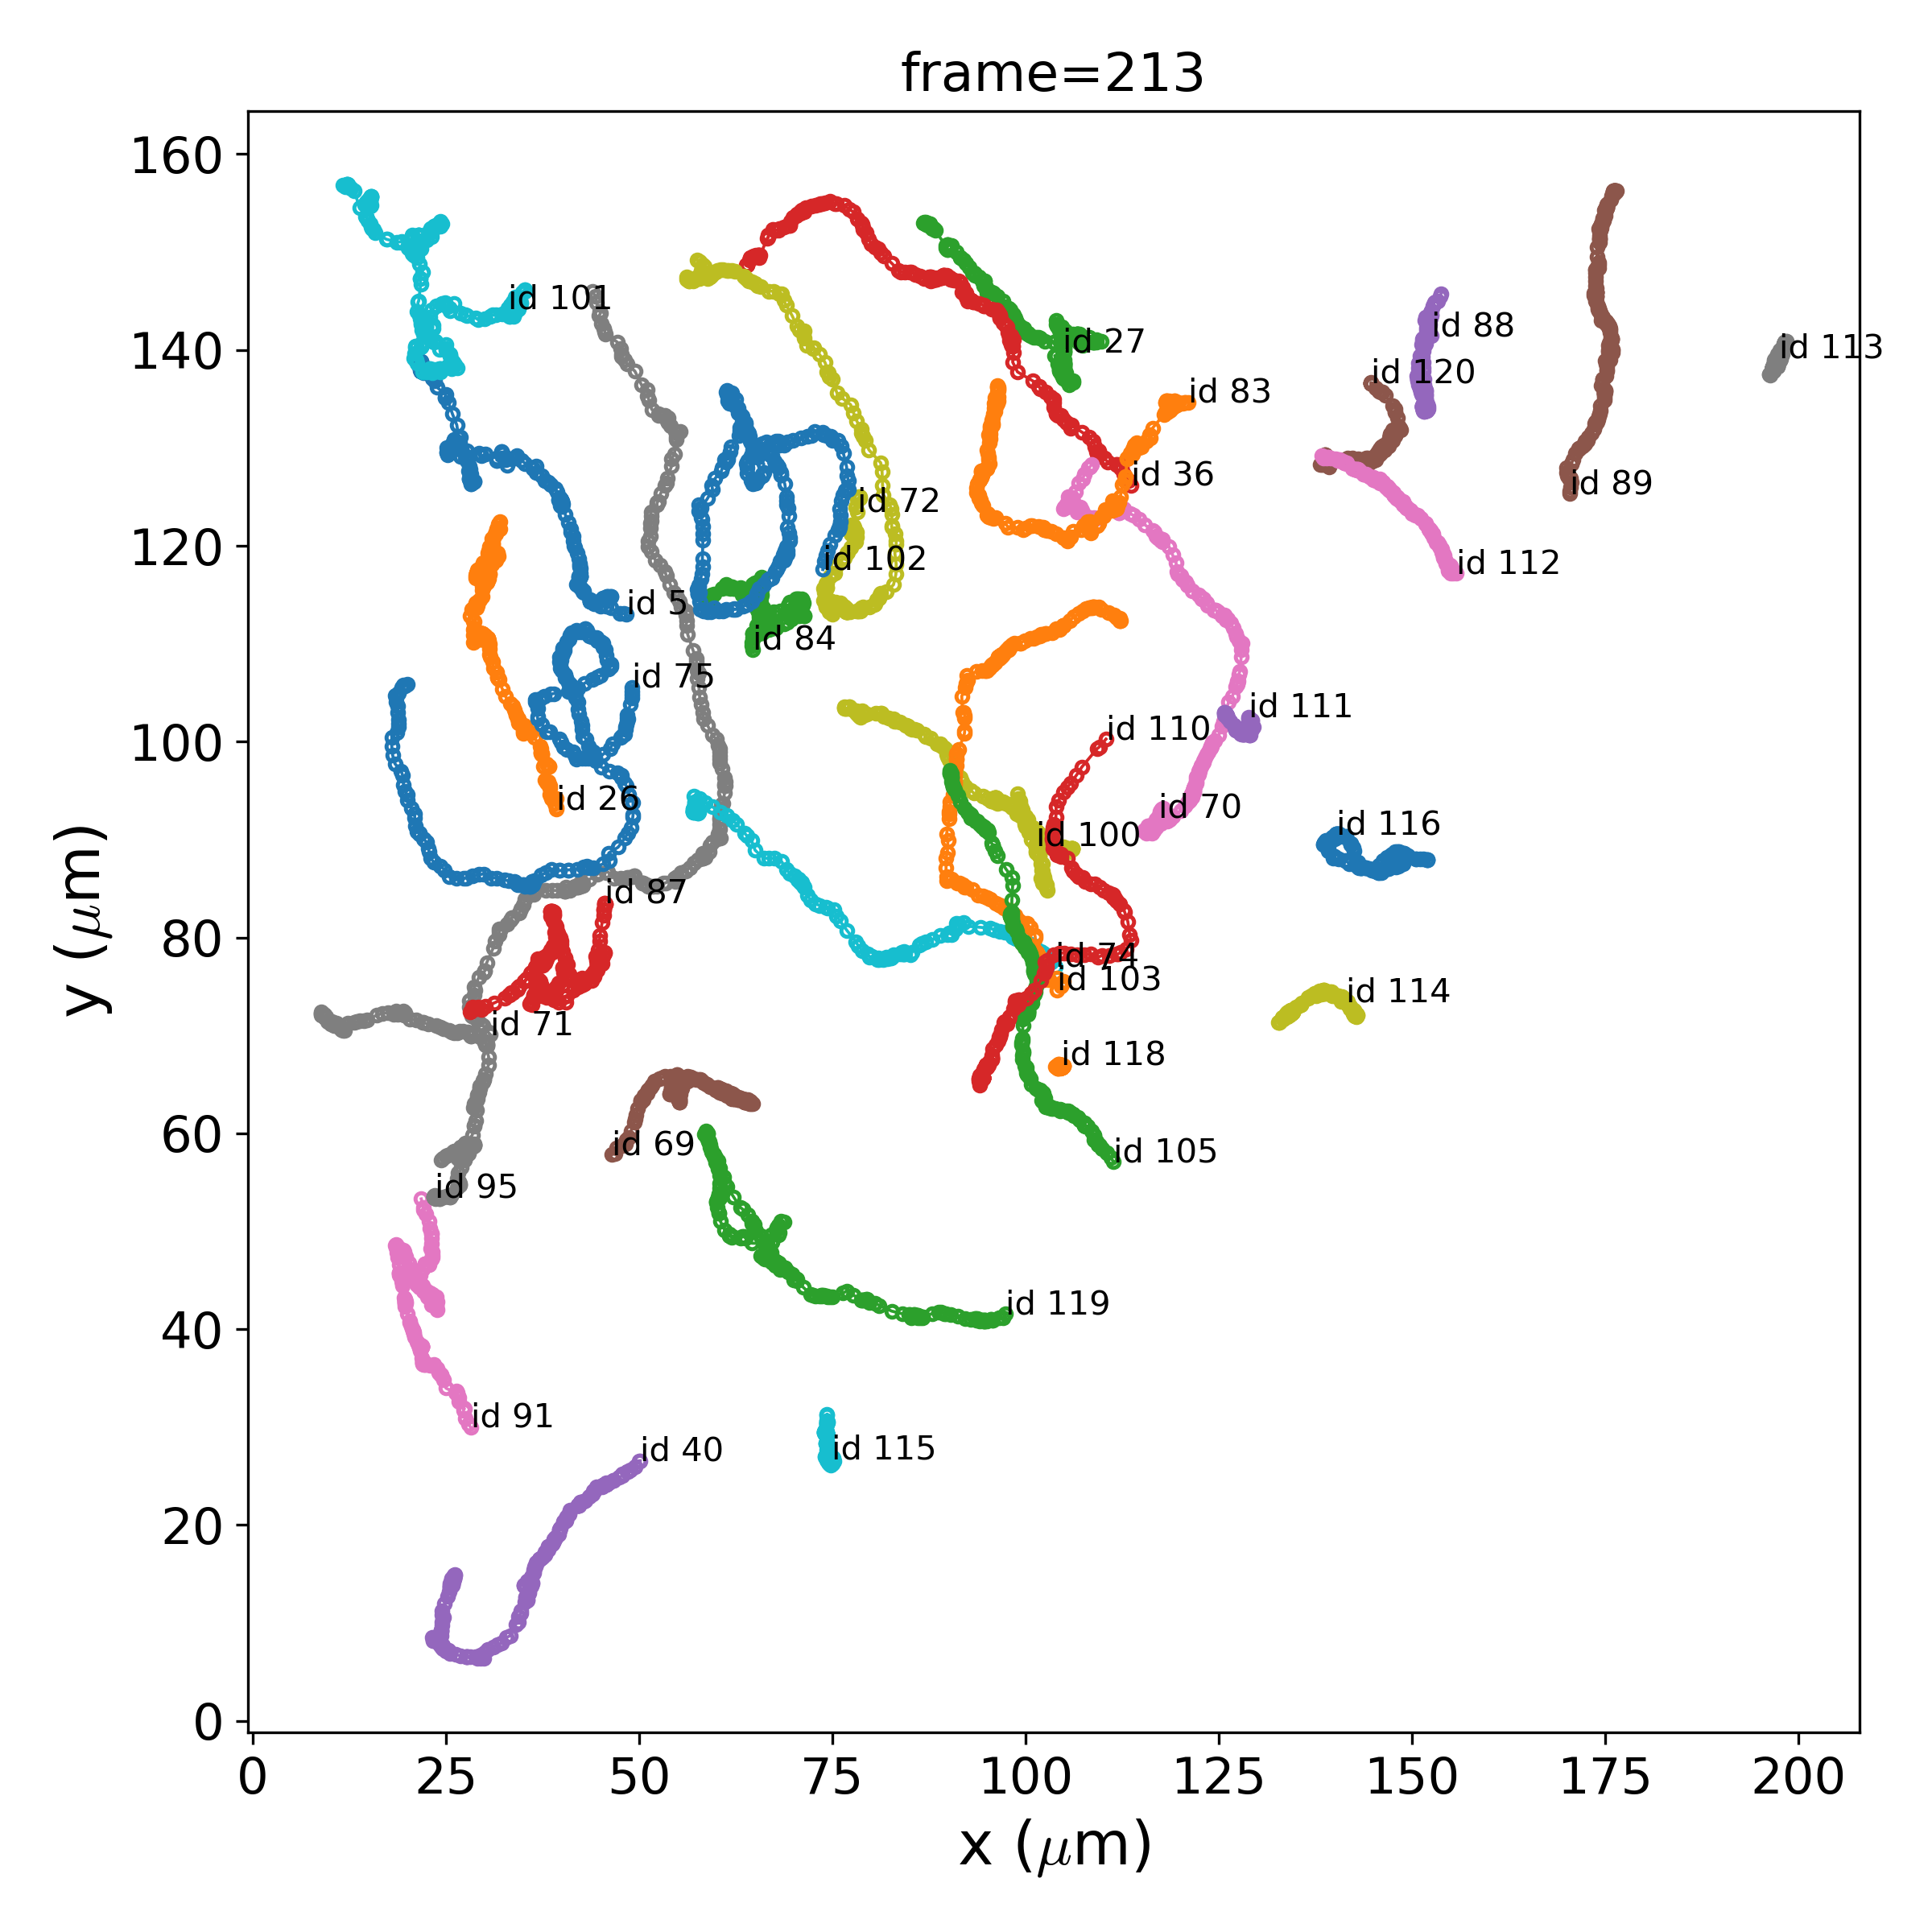 frame=213
160
140
120
100
80
60
40
20
0
y (μm)
id 101
id 27
id 88
id 113
id 120
id 83
id 36
id 89
id 72
id 102
id 112
id 5
id 84
id 75
id 111
id 110
id 26
id 70
id 100
id 116
id 87
id 74
id 103
id 114
id 71
id 118
id 69
id 105
id 95
id 119
id 91
id 40
id 115
0 25 50 75 100 125 150 175 200
x (μm)